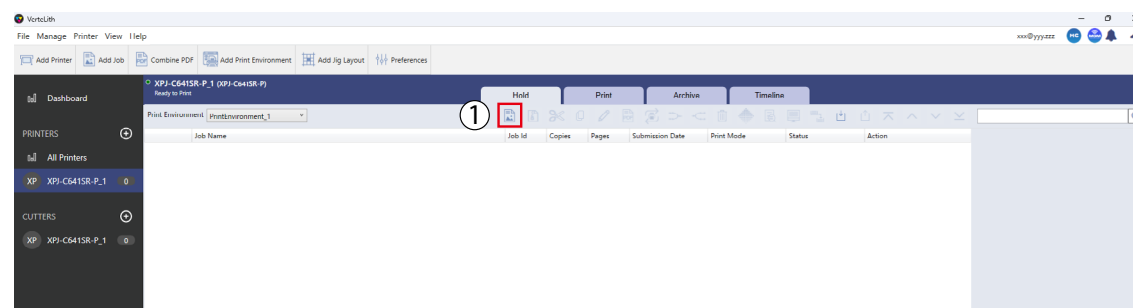 VerteLith
File Manage Printer View Help
xxx@yyy.zzz MC
Add Printer Add Job Combine PDF Add Print Environment Add Jig Layout Preferences
XPJ-C641SR-P_1 (XPJ-C641SR-P)
Ready to Print
Dashboard
Hold Print Archive Timeline
Print Environment PrintEnvironment_1
1
PRINTERS
Job Name Job Id Copies Pages Submission Date Print Mode Status Action
All Printers
XP XPJ-C641SR-P_1 0
CUTTERS
XP XPJ-C641SR-P_1 0